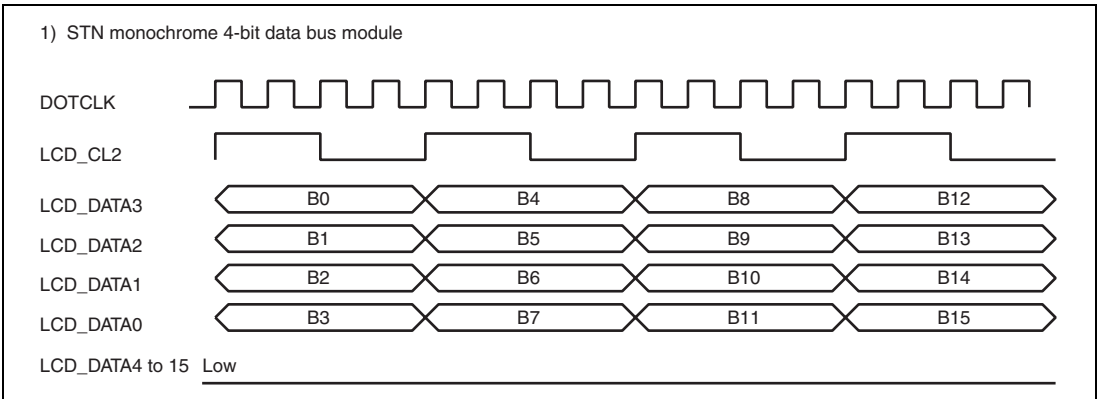 1) STN monochrome 4-bit data bus module
DOTCLK
LCD_CL2
LCD_DATA3 B0 B4 B8 B12
LCD_DATA2 B1 B5 B9 B13
LCD_DATA1 B2 B6 B10 B14
LCD_DATA0 B3 B7 B11 B15
LCD_DATA4 to 15 Low